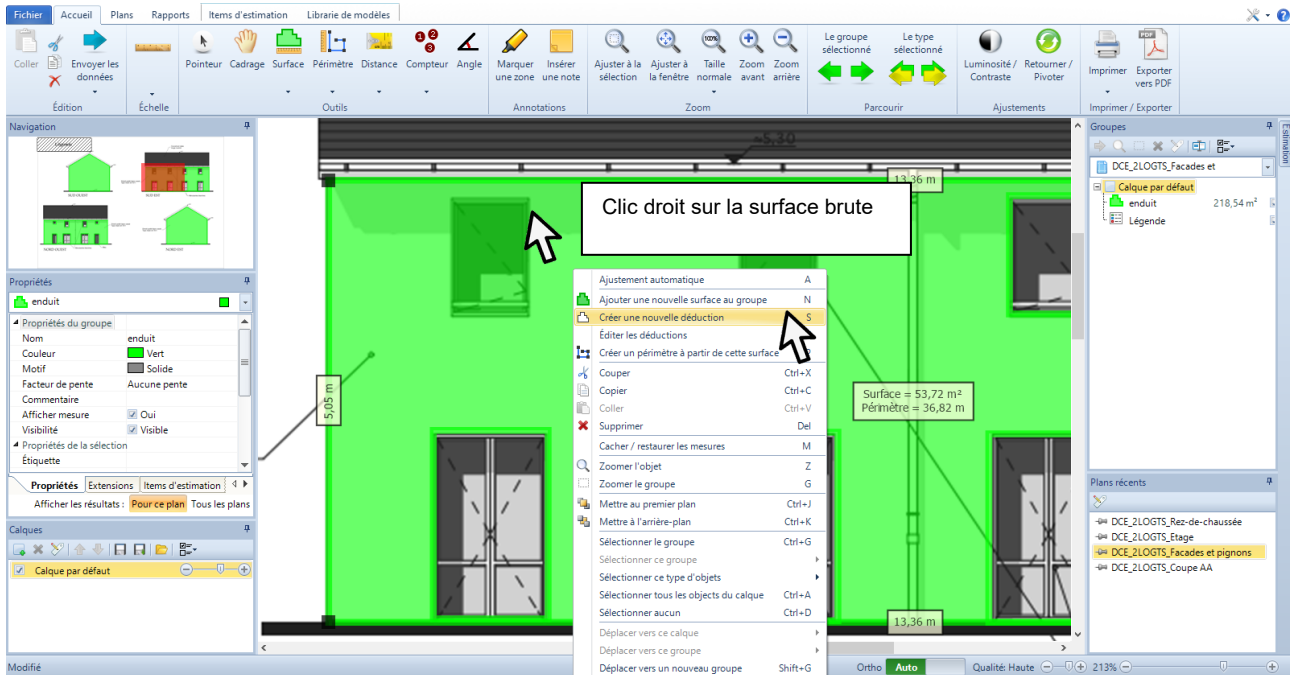 Fichier Accueil Plans Rapports Items d'estimation Librairie de modèles
Coller
Envoyer les
données
Édition
Échelle
Pointeur Cadrage Surface Périmètre Distance Compteur Angle
Outils
Marquer
une zone
Insérer
une note
Annotations
Ajuster à la
sélection
Ajuster à
la fenêtre
100%
Taille
normale
Zoom
avant
Zoom
arrière
Zoom
Le groupe
sélectionné
Le type
sélectionné
Parcourir
Luminosité /
Contraste
Retourner /
Pivoter
Ajustements
PDF
Imprimer
Exporter
vers PDF
Imprimer / Exporter
Navigation
Propriétés
enduit
Propriétés du groupe
Nom enduit
Couleur Vert
Motif Solide
Facteur de pente Aucune pente
Commentaire
Afficher mesure Oui
Visibilité Visible
Propriétés de la sélection
Étiquette
Propriétés Extensions Items d'estimation
Afficher les résultats : Pour ce plan Tous les plans
Calques
Calque par défaut
Modifié
~5,30
13,36 m
Clic droit sur la surface brute
5,05 m
Surface = 53,72 m²
Périmètre = 36,82 m
13,36 m
Ajustement automatique A
Ajouter une nouvelle surface au groupe N
Créer une nouvelle déduction S
Éditer les déductions
Créer un périmètre à partir de cette surface P
Couper Ctrl+X
Copier Ctrl+C
Coller Ctrl+V
Supprimer Del
Cacher / restaurer les mesures M
Zoomer l'objet Z
Zoomer le groupe G
Mettre au premier plan Ctrl+J
Mettre à l'arrière-plan Ctrl+K
Sélectionner le groupe Ctrl+G
Sélectionner ce groupe
Sélectionner ce type d'objets
Sélectionner tous les objects du calque Ctrl+A
Sélectionner aucun Ctrl+D
Déplacer vers ce calque
Déplacer vers ce groupe
Déplacer vers un nouveau groupe Shift+G
Ortho Auto Qualité: Haute 213%
Groupes
DCE_2LOGTS_Facades et
Calque par défaut
enduit 218,54 m²
Légende
Estimation
Plans récents
DCE_2LOGTS_Rez-de-chaussée
DCE_2LOGTS_Etage
DCE_2LOGTS_Facades et pignons
DCE_2LOGTS_Coupe AA